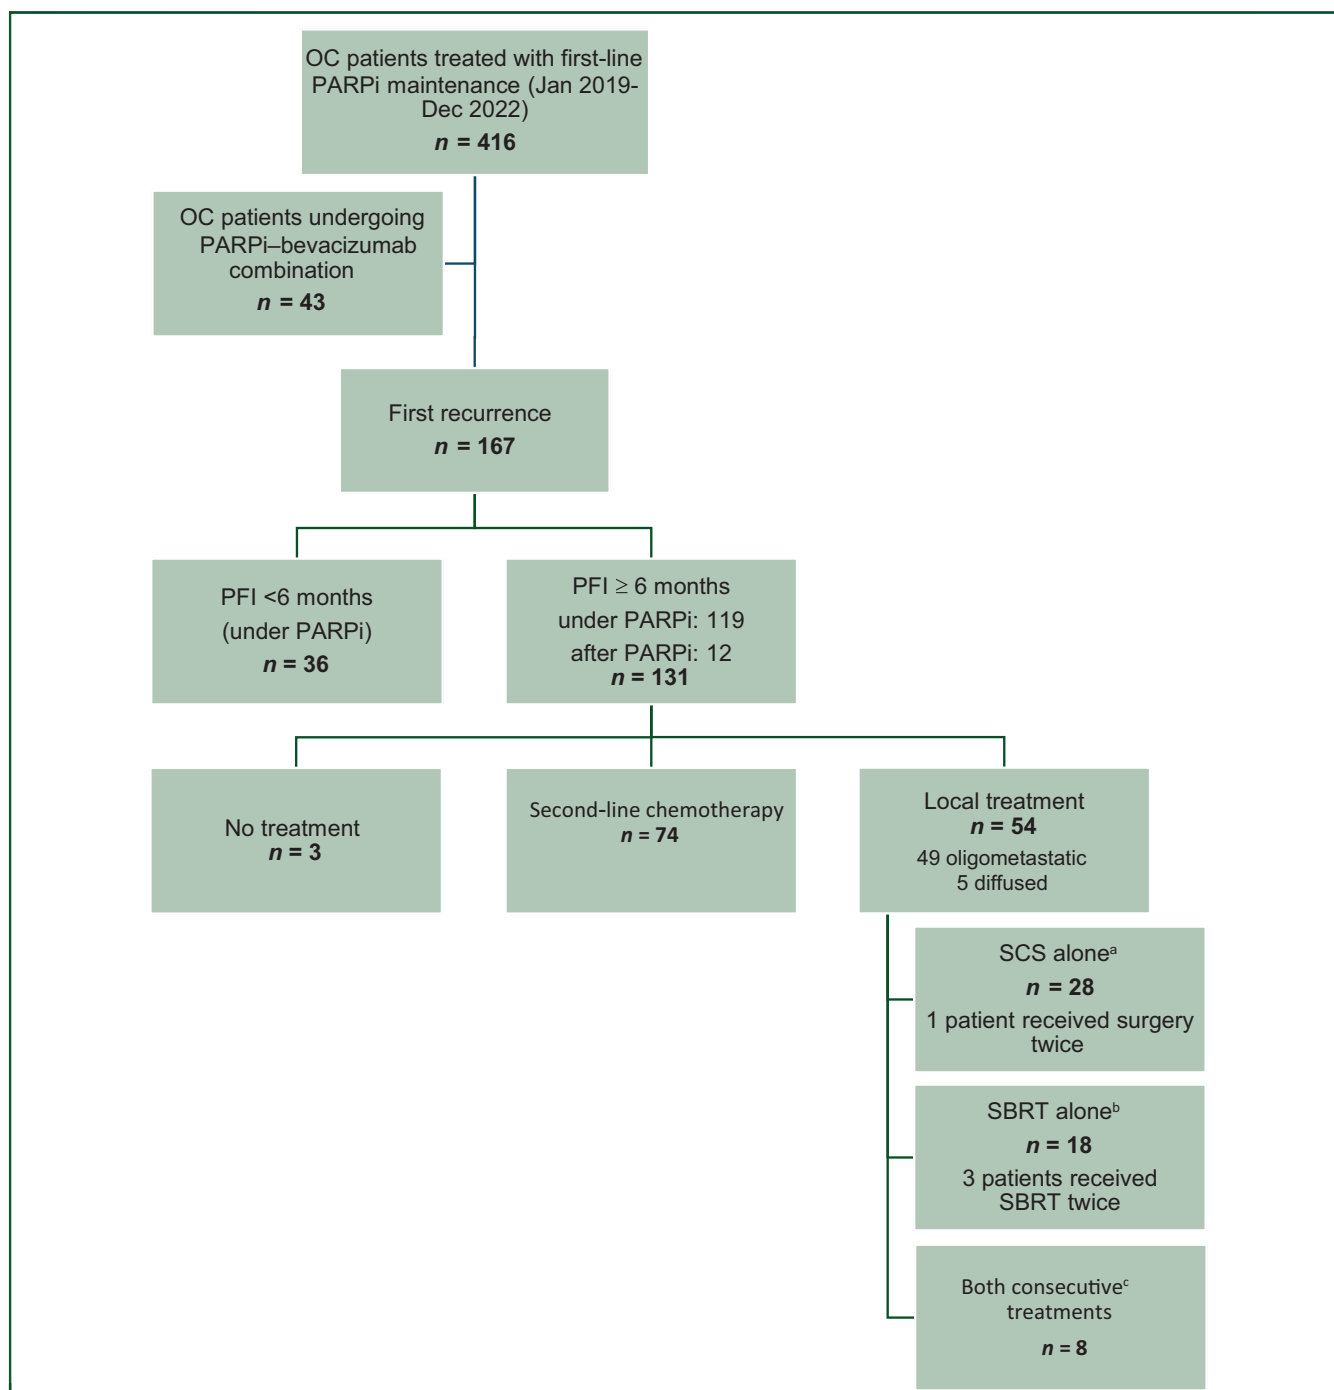 OC patients treated with first-line
PARPi maintenance (Jan 2019-
Dec 2022)
n = 416
OC patients undergoing
PARPi–bevacizumab
combination
n = 43
First recurrence
n = 167
PFI <6 months
(under PARPi)
n = 36
PFI ≥ 6 months
under PARPi: 119
after PARPi: 12
n = 131
No treatment
n = 3
Second-line chemotherapy
n = 74
Local treatment
n = 54
49 oligometastatic
5 diffused
SCS alonea
n = 28
1 patient received surgery
twice
SBRT aloneb
n = 18
3 patients received
SBRT twice
Both consecutivec
treatments
n = 8